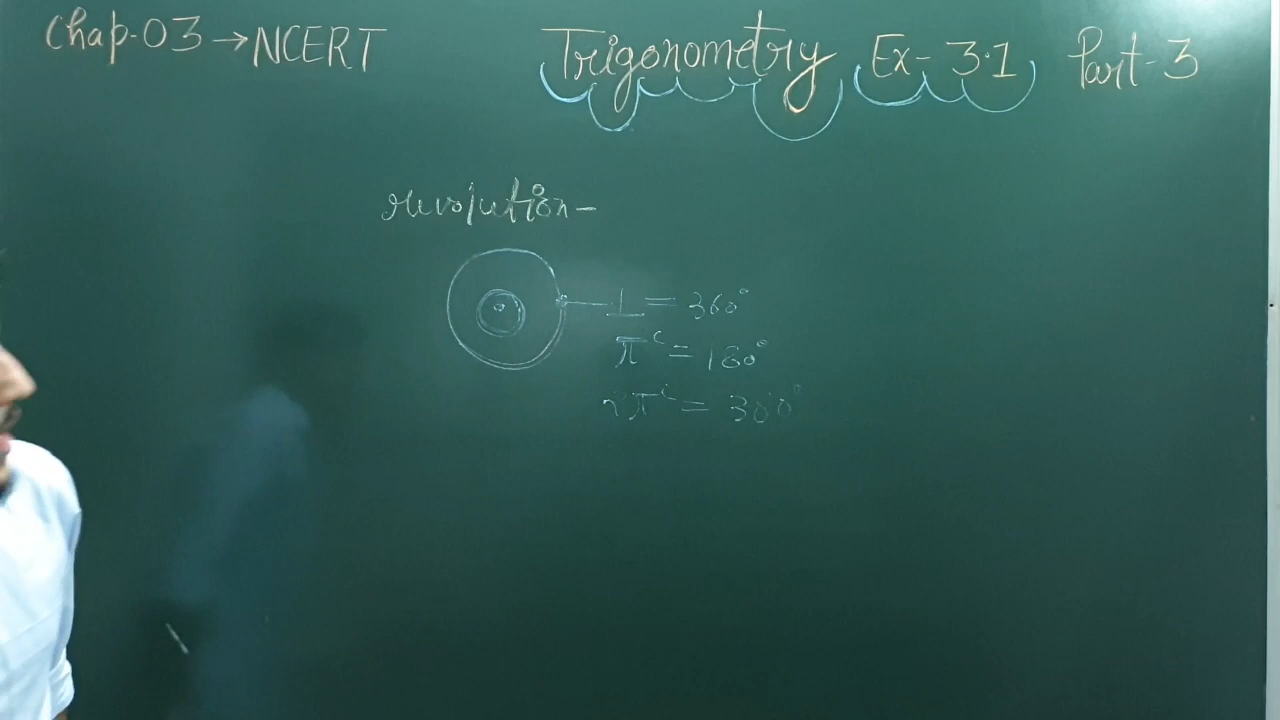 Chap-03 → NCERT Trigonometry Ex-3.1 Part-3
revolution -
1 = 360°
π^c = 180°
2π^c = 360°